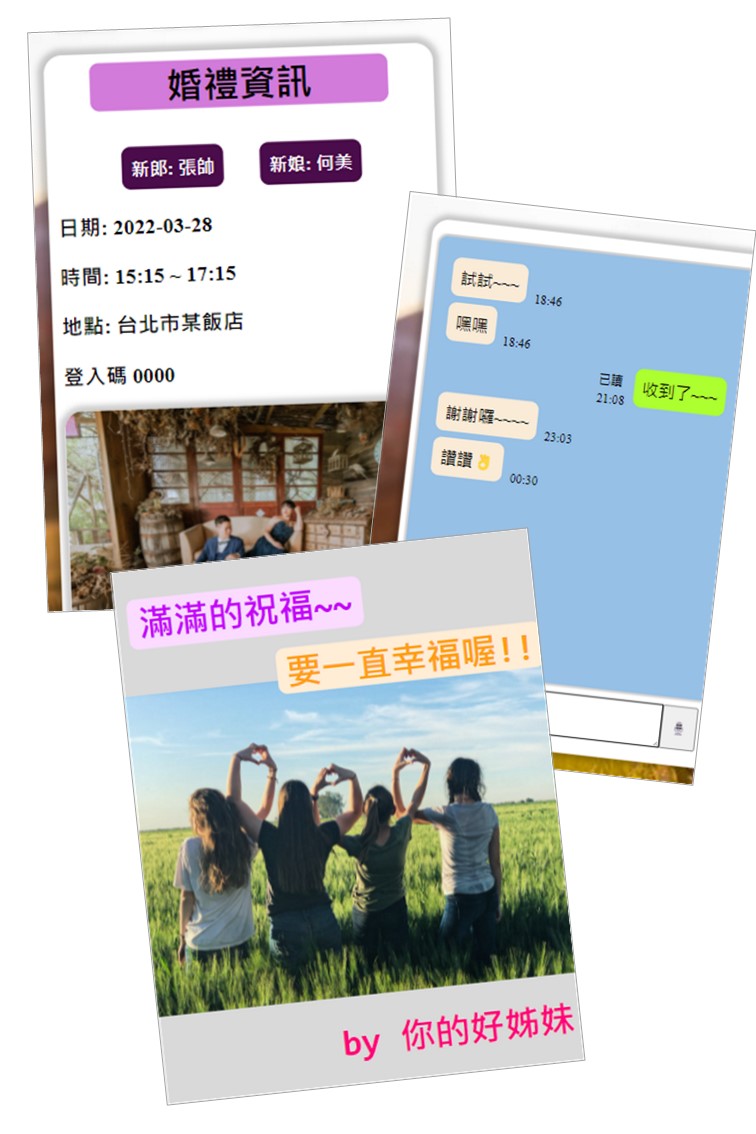 婚禮資訊
新郎: 張帥
新娘: 何美
日期: 2022-03-28
時間: 15:15 ~ 17:15
地點: 台北市某飯店
登入碼 0000
試試~~~
18:46
嘿嘿
18:46
已讀
21:08
收到了~~~
謝謝囉~~~~
23:03
讚讚👌
00:30
滿滿的祝福~~
要一直幸福喔!!
by 你的好姊妹